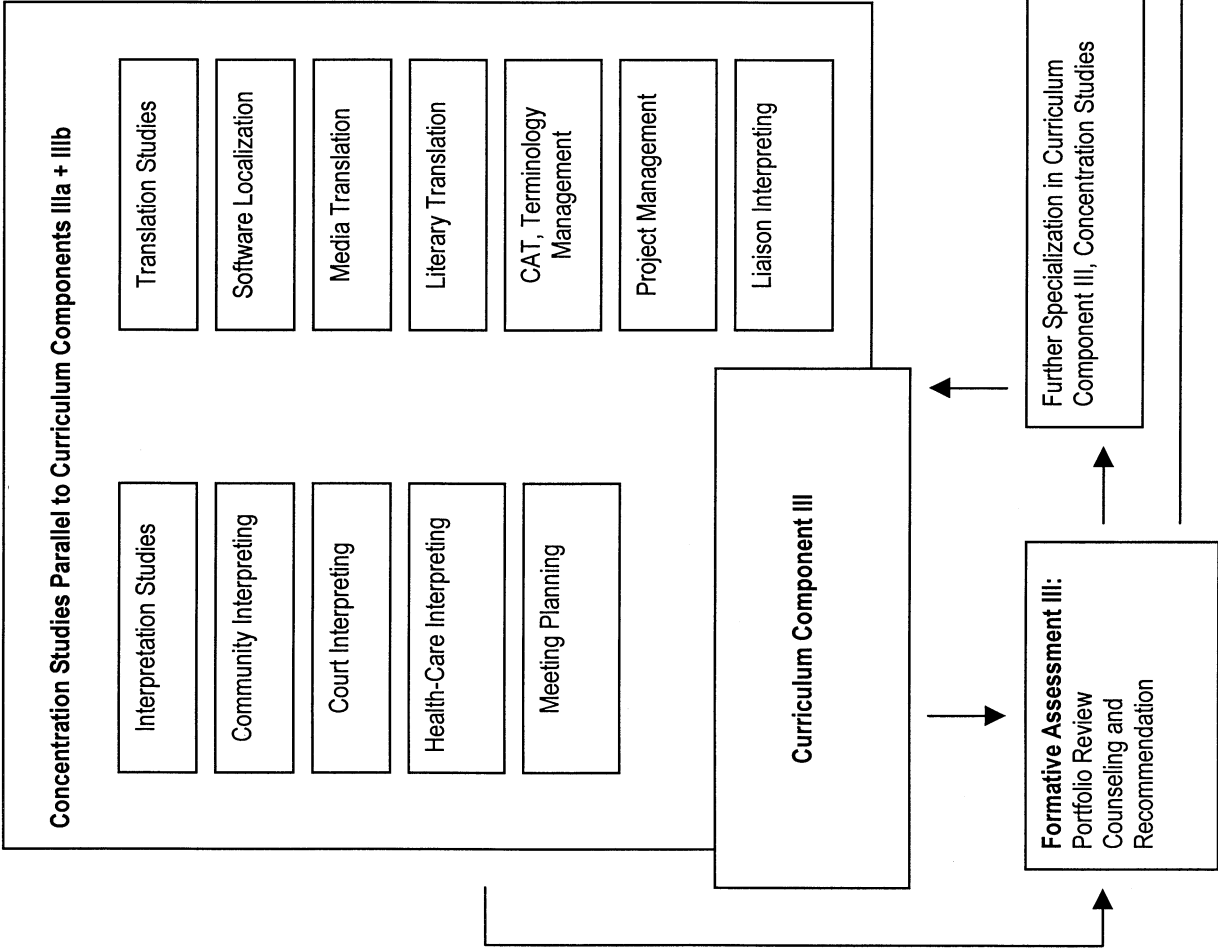 Concentration Studies Parallel to Curriculum Components IIIa + IIIb
Interpretation Studies
Community Interpreting
Court Interpreting
Health-Care Interpreting
Meeting Planning
Translation Studies
Software Localization
Media Translation
Literary Translation
CAT, Terminology
Management
Project Management
Liaison Interpreting
Curriculum Component III
Formative Assessment III:
Portfolio Review
Counseling and
Recommendation
Further Specialization in Curriculum
Component III, Concentration Studies